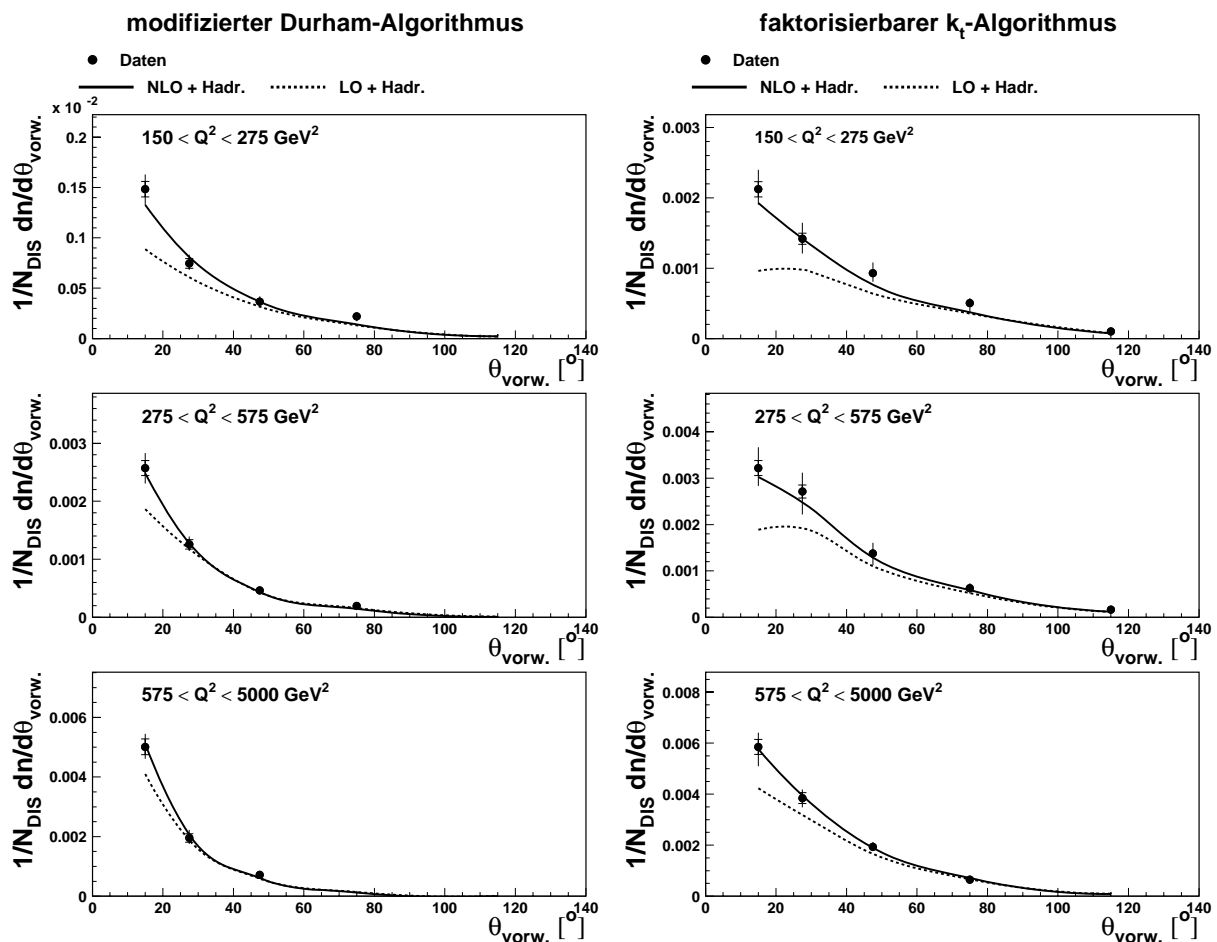 modifizierter Durham-Algorithmus
Daten
NLO + Hadr. LO + Hadr.
x 10^-2
150 < Q^2 < 275 GeV^2
1/N_DIS dn/dθ_vorw.
0.2
0.15
0.1
0.05
0
0 20 40 60 80 100 120 140
θ_vorw. [°]
275 < Q^2 < 575 GeV^2
1/N_DIS dn/dθ_vorw.
0.003
0.002
0.001
0
0 20 40 60 80 100 120 140
θ_vorw. [°]
575 < Q^2 < 5000 GeV^2
1/N_DIS dn/dθ_vorw.
0.006
0.004
0.002
0
0 20 40 60 80 100 120 140
θ_vorw. [°]
faktorisierbarer k_t-Algorithmus
Daten
NLO + Hadr. LO + Hadr.
150 < Q^2 < 275 GeV^2
1/N_DIS dn/dθ_vorw.
0.003
0.002
0.001
0
0 20 40 60 80 100 120 140
θ_vorw. [°]
275 < Q^2 < 575 GeV^2
1/N_DIS dn/dθ_vorw.
0.004
0.003
0.002
0.001
0
0 20 40 60 80 100 120 140
θ_vorw. [°]
575 < Q^2 < 5000 GeV^2
1/N_DIS dn/dθ_vorw.
0.008
0.006
0.004
0.002
0
0 20 40 60 80 100 120 140
θ_vorw. [°]